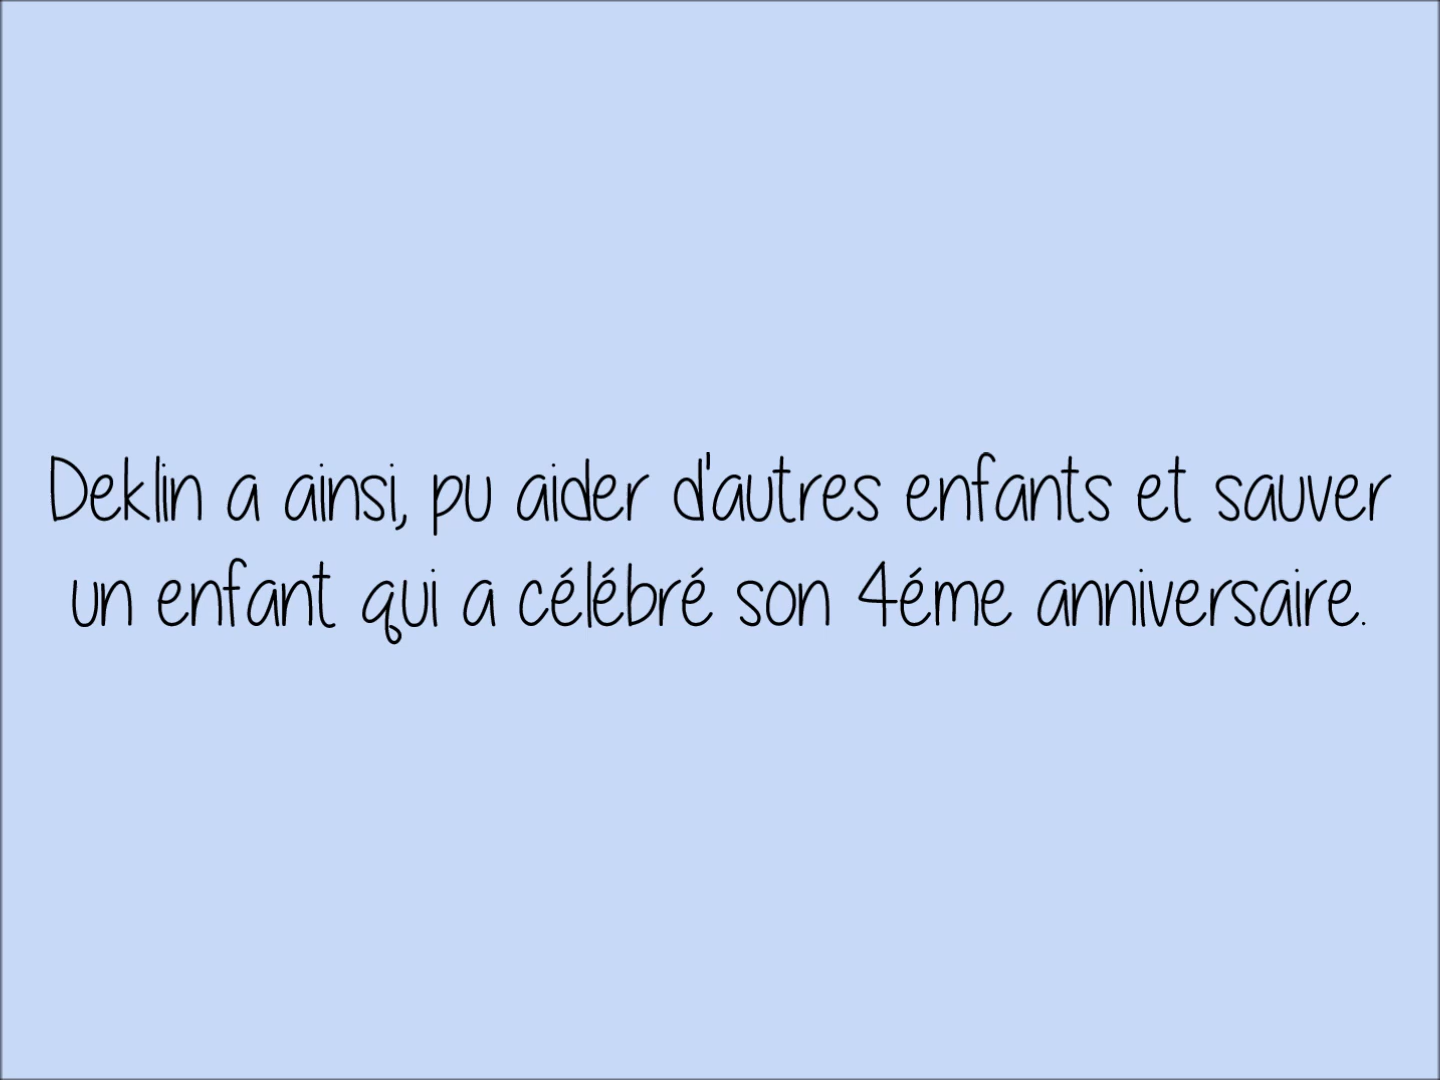 Deklin a ainsi, pu aider d'autres enfants et sauver
un enfant qui a célébré son 4éme anniversaire.